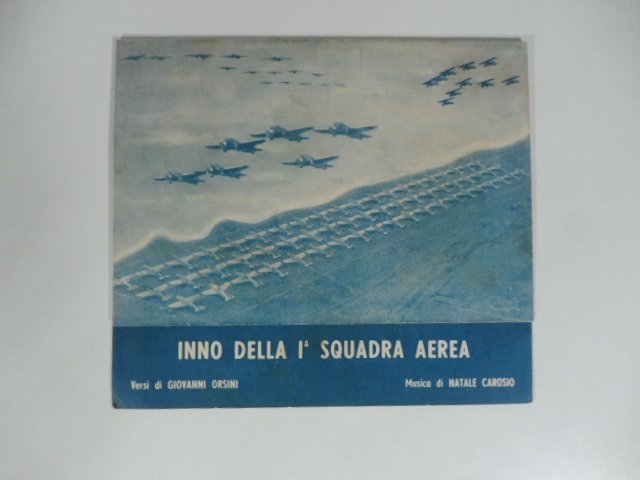 INNO DELLA Iᴬ SQUADRA AEREA
Versi di GIOVANNI ORSINI
Musica di NATALE CAROSIO